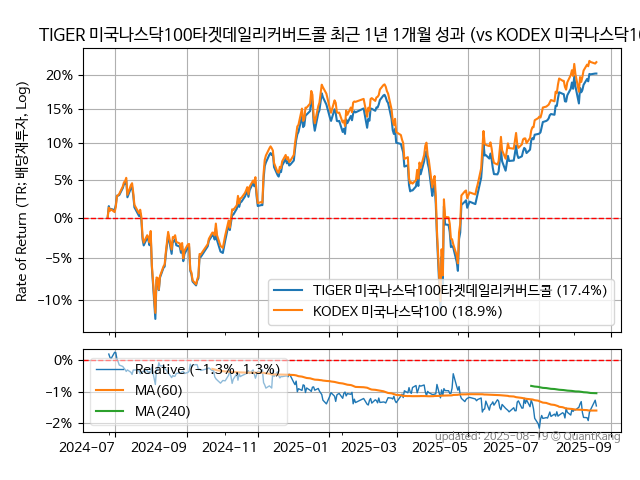 TIGER 미국나스닥100타겟데일리커버드콜 최근 1년 1개월 성과 (vs KODEX 미국나스닥10
Rate of Return (TR: 배당재투자, Log)
20%
15%
10%
5%
0%
−5%
−10%
TIGER 미국나스닥100타겟데일리커버드콜 (17.4%)
KODEX 미국나스닥100 (18.9%)
0%
−1%
−2%
Relative (−1.3%, 1.3%)
MA(60)
MA(240)
2024-07 2024-09 2024-11 2025-01 2025-03 2025-05 2025-07 2025-09
updated: 2025-08-19 © QuantKang